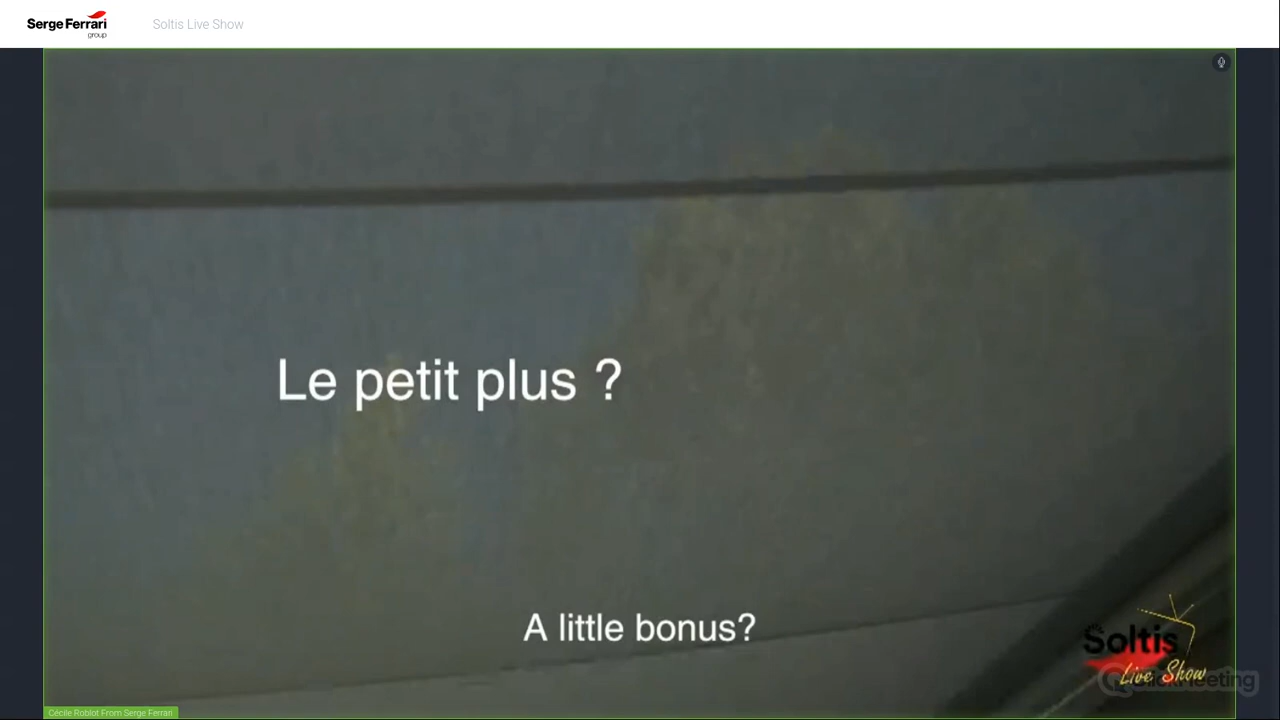 Serge Ferrari
group
Soltis Live Show
Le petit plus ?
A little bonus?
Soltis
Live Show
ClickMeeting
Cécile Roblot From Serge Ferrari